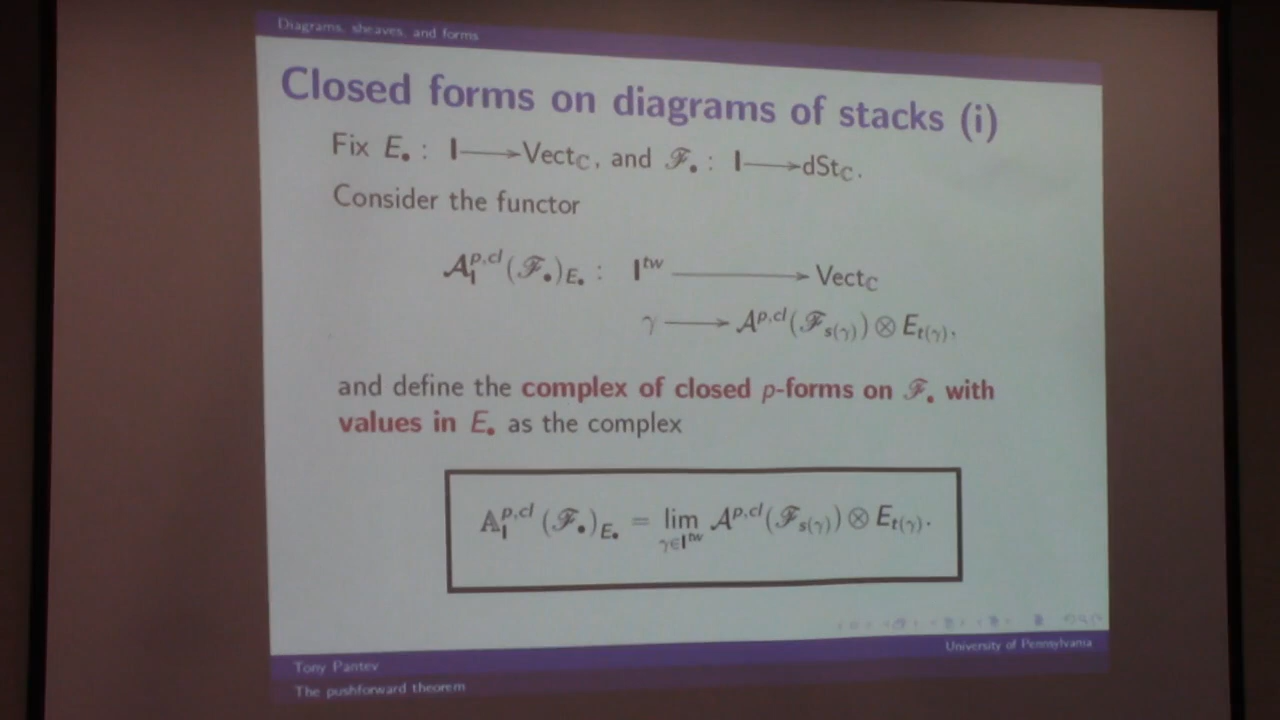 Diagrams, sheaves, and forms
Closed forms on diagrams of stacks (i)
Fix E• : I ⟶ Vect_ℂ, and ℱ• : I ⟶ dSt_ℂ.
Consider the functor
𝒜_I^{p,cl}(ℱ•)_{E•} : I^{tw} ⟶ Vect_ℂ
γ ⟶ 𝒜^{p,cl}(ℱ_{s(γ)}) ⊗ E_{t(γ)}.
and define the complex of closed p-forms on ℱ• with
values in E• as the complex
𝔸_I^{p,cl}(ℱ•)_{E•} = lim_{γ∈I^{tw}} 𝒜^{p,cl}(ℱ_{s(γ)}) ⊗ E_{t(γ)}.
Tony Pantev
University of Pennsylvania
The pushforward theorem